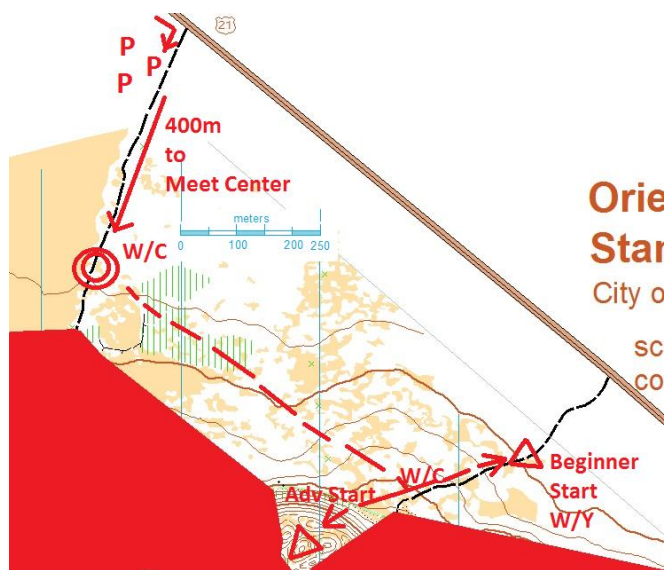 21
P
P
P
400m
to
Meet Center
meters
0 100 200 250
W/C
Orie
Star
City o
sc
co
W/C
Adv Start
Beginner
Start
W/Y